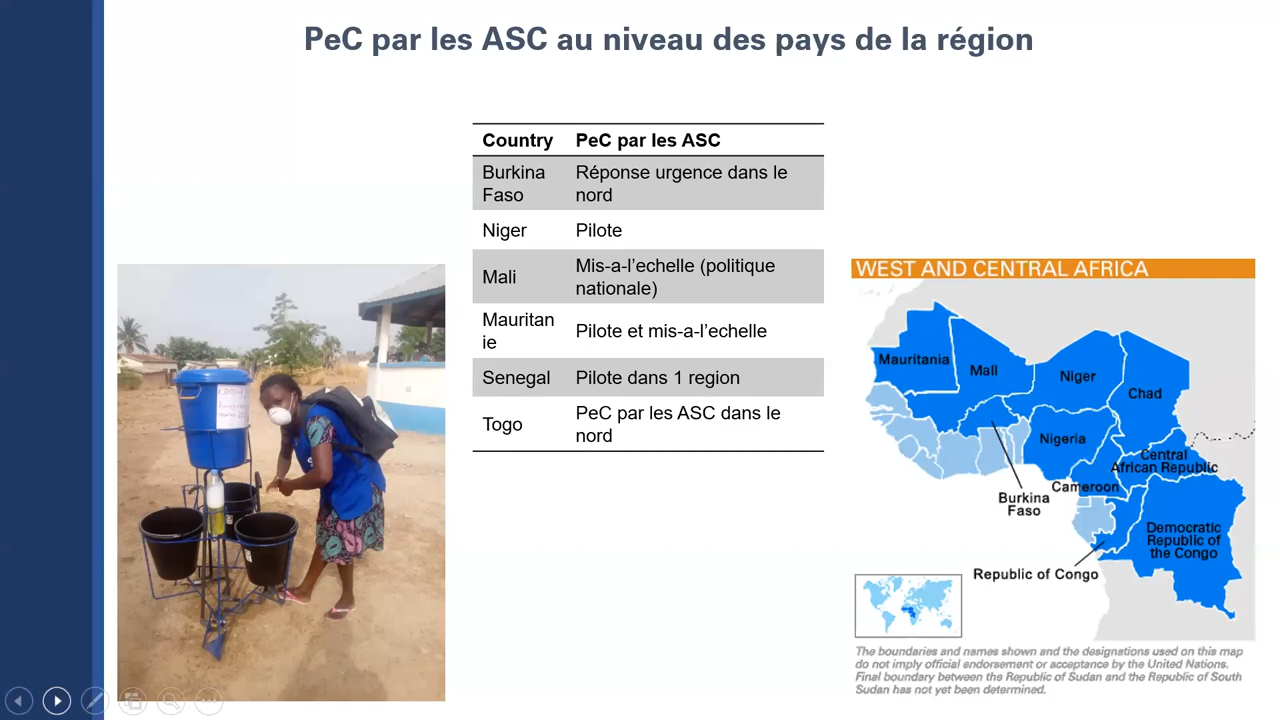 PeC par les ASC au niveau des pays de la région
Country PeC par les ASC
Burkina
Faso
Réponse urgence dans le
nord
Niger Pilote
Mali
Mis-a-l’echelle (politique
nationale)
Mauritan
ie
Pilote et mis-a-l’echelle
Senegal Pilote dans 1 region
Togo
PeC par les ASC dans le
nord
WEST AND CENTRAL AFRICA
Mauritania
Mali
Niger
Chad
Nigeria
Central
African Republic
Cameroon
Burkina
Faso
Democratic
Republic of
the Congo
Republic of Congo
The boundaries and names shown and the designations used on this map
do not imply official endorsement or acceptance by the United Nations.
Final boundary between the Republic of Sudan and the Republic of South
Sudan has not yet been determined.